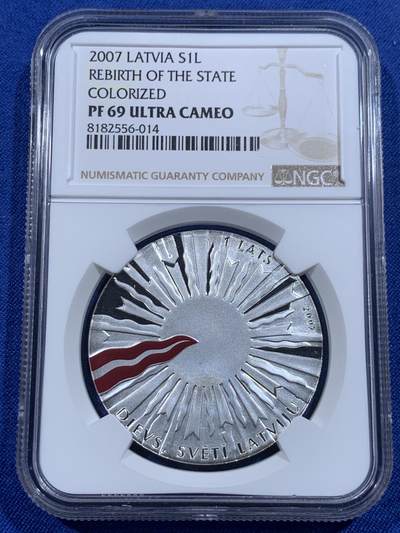 2007 LATVIA S1L
REBIRTH OF THE STATE
COLORIZED
PF 69 ULTRA CAMEO
8182556-014
NUMISMATIC GUARANTY COMPANY
NGC
1 LATS
2007
DIEVS, SVĒTĪ LATVIJU!